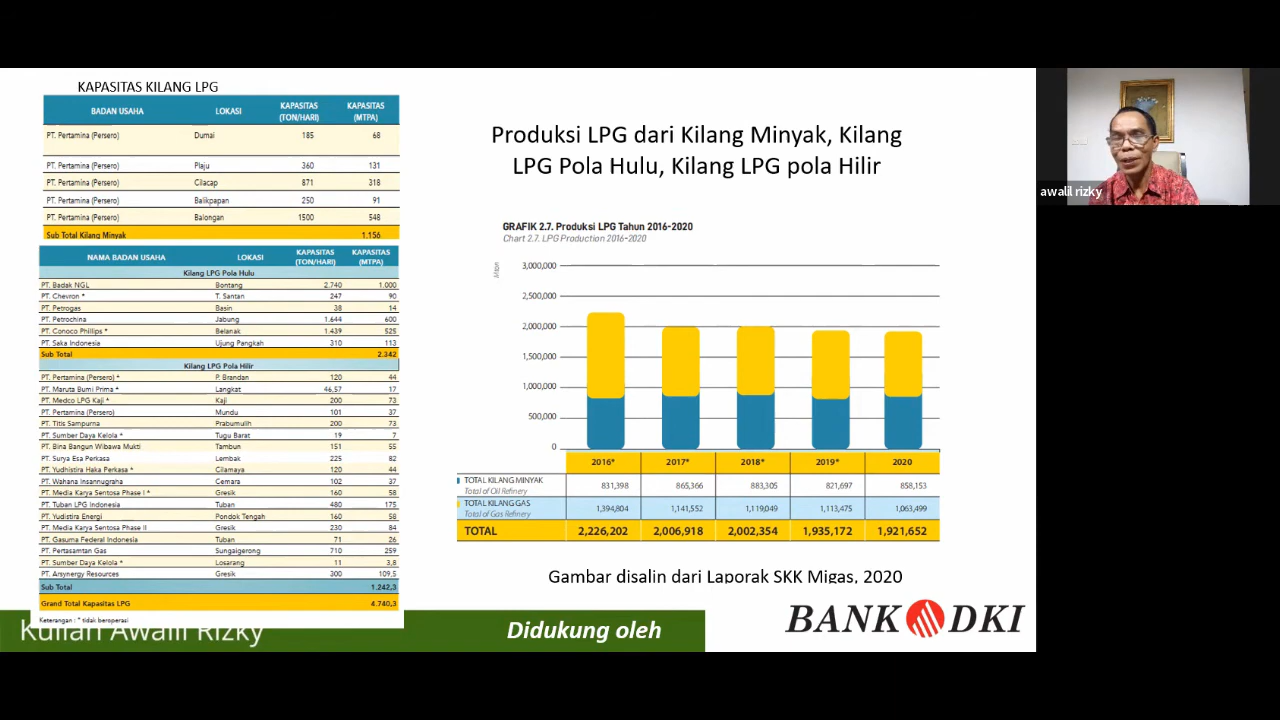 KAPASITAS KILANG LPG
BADAN USAHA LOKASI KAPASITAS (TON/HARI) KAPASITAS (MTPA)
PT. Pertamina (Persero) Dumai 185 68
PT. Pertamina (Persero) Plaju 360 131
PT. Pertamina (Persero) Cilacap 871 318
PT. Pertamina (Persero) Balikpapan 250 91
PT. Pertamina (Persero) Balongan 1500 548
Sub Total Kilang Minyak 1.156
NAMA BADAN USAHA LOKASI KAPASITAS (TON/HARI) KAPASITAS (MTPA)
Kilang LPG Pola Hulu
PT. Badak NGL Bontang 2.740 1.000
PT. Chevron * T. Santan 247 90
PT. Petrogas Basin 38 14
PT. Petrochina Jabung 1.644 600
PT. Conoco Phillips * Belanak 1.439 525
PT. Saka Indonesia Ujung Pangkah 310 113
Sub Total 2.342
Kilang LPG Pola Hilir
PT. Pertamina (Persero) * P. Brandan 120 44
PT. Maruta Bumi Prima * Langkat 46,57 17
PT. Medco LPG Kaji * Kaji 200 73
PT. Pertamina (Persero) Mundu 101 37
PT. Titis Sampurna Prabumulih 200 73
PT. Sumber Daya Kelola * Tugu Barat 19 7
PT. Bina Bangun Wibawa Mukti Tambun 151 55
PT. Surya Esa Perkasa Lembak 225 82
PT. Yudhistira Haka Perkasa * Cilamaya 120 44
PT. Wahana Insannugraha Cemara 102 37
PT. Media Karya Sentosa Phase I * Gresik 160 58
PT. Tuban LPG Indonesia Tuban 480 175
PT. Yudistira Energi Pondok Tengah 160 58
PT. Media Karya Sentosa Phase II Gresik 230 84
PT. Gasuma Federal Indonesia Tuban 71 26
PT. Pertasamtan Gas Sungaigerong 710 259
PT. Sumber Daya Kelola * Losarang 11 3,8
PT. Arsynergy Resources Gresik 300 109,5
Sub Total 1.242,3
Grand Total Kapasitas LPG 4.740,3
Keterangan : * tidak beroperasi
Produksi LPG dari Kilang Minyak, Kilang
LPG Pola Hulu, Kilang LPG pola Hilir
GRAFIK 2.7. Produksi LPG Tahun 2016-2020
Chart 2.7. LPG Production 2016-2020
Mton
3,000,000
2,500,000
2,000,000
1,500,000
1,000,000
500,000
0
2016* 2017* 2018* 2019* 2020
TOTAL KILANG MINYAK 831,398 865,366 883,305 821,697 858,153
Total of Oil Refinery
TOTAL KILANG GAS 1,394,804 1,141,552 1,119,049 1,113,475 1,063,499
Total of Gas Refinery
TOTAL 2,226,202 2,006,918 2,002,354 1,935,172 1,921,652
Gambar disalin dari Laporak SKK Migas, 2020
Kuliah Awalil Rizky
Didukung oleh
BANK DKI
awalil rizky